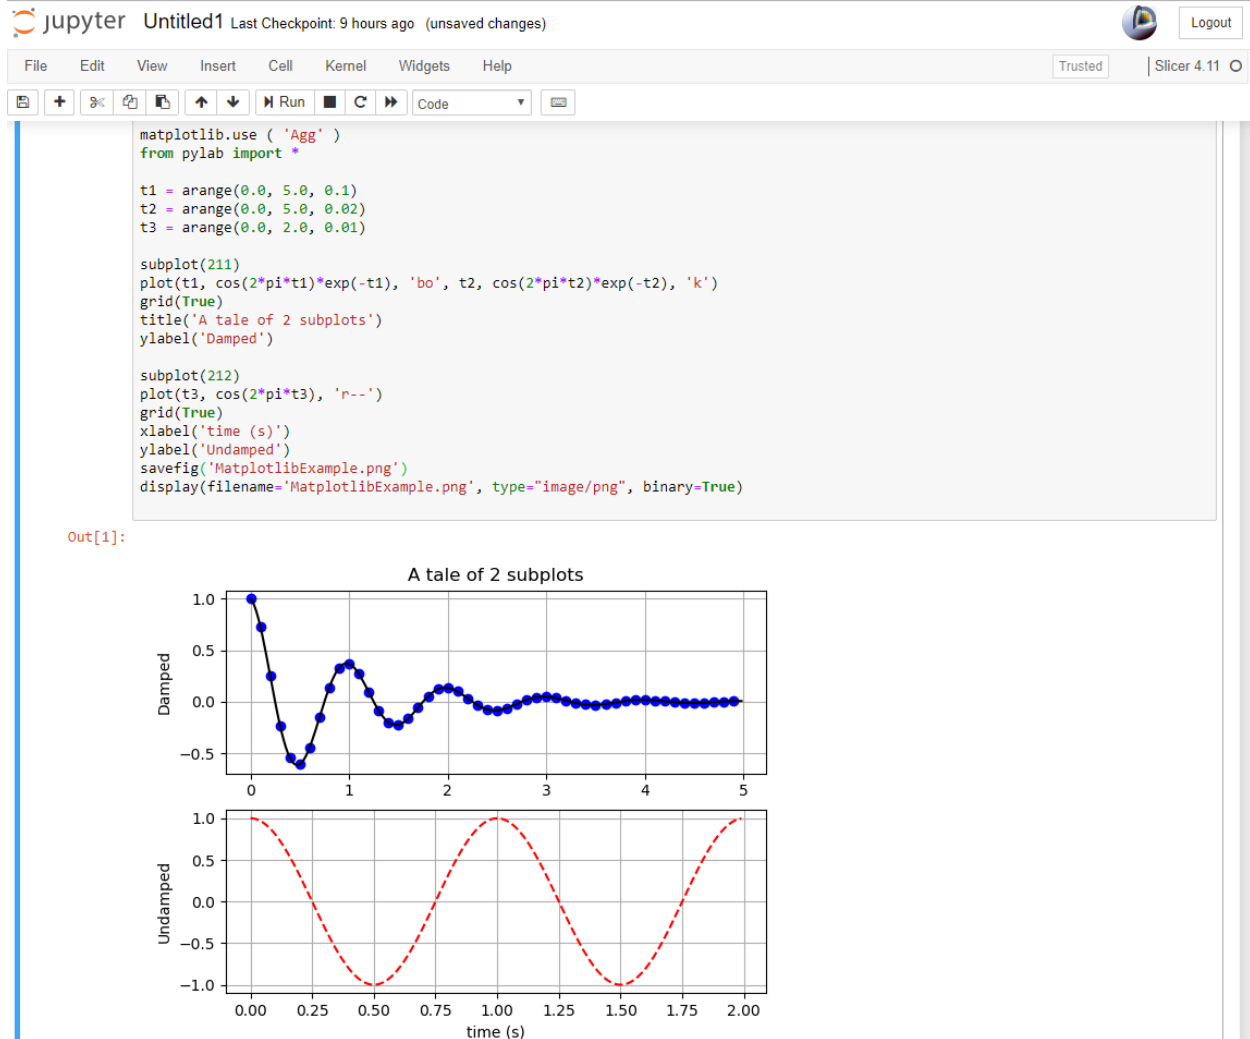 jupyter Untitled1 Last Checkpoint: 9 hours ago (unsaved changes)
Logout
File Edit View Insert Cell Kernel Widgets Help
Trusted Slicer 4.11
Run Code
matplotlib.use ( 'Agg' )
from pylab import *
t1 = arange(0.0, 5.0, 0.1)
t2 = arange(0.0, 5.0, 0.02)
t3 = arange(0.0, 2.0, 0.01)
subplot(211)
plot(t1, cos(2*pi*t1)*exp(-t1), 'bo', t2, cos(2*pi*t2)*exp(-t2), 'k')
grid(True)
title('A tale of 2 subplots')
ylabel('Damped')
subplot(212)
plot(t3, cos(2*pi*t3), 'r--')
grid(True)
xlabel('time (s)')
ylabel('Undamped')
savefig('MatplotlibExample.png')
display(filename='MatplotlibExample.png', type="image/png", binary=True)
Out[1]:
A tale of 2 subplots
Damped
1.0
0.5
0.0
−0.5
0 1 2 3 4 5
Undamped
1.0
0.5
0.0
−0.5
−1.0
0.00 0.25 0.50 0.75 1.00 1.25 1.50 1.75 2.00
time (s)